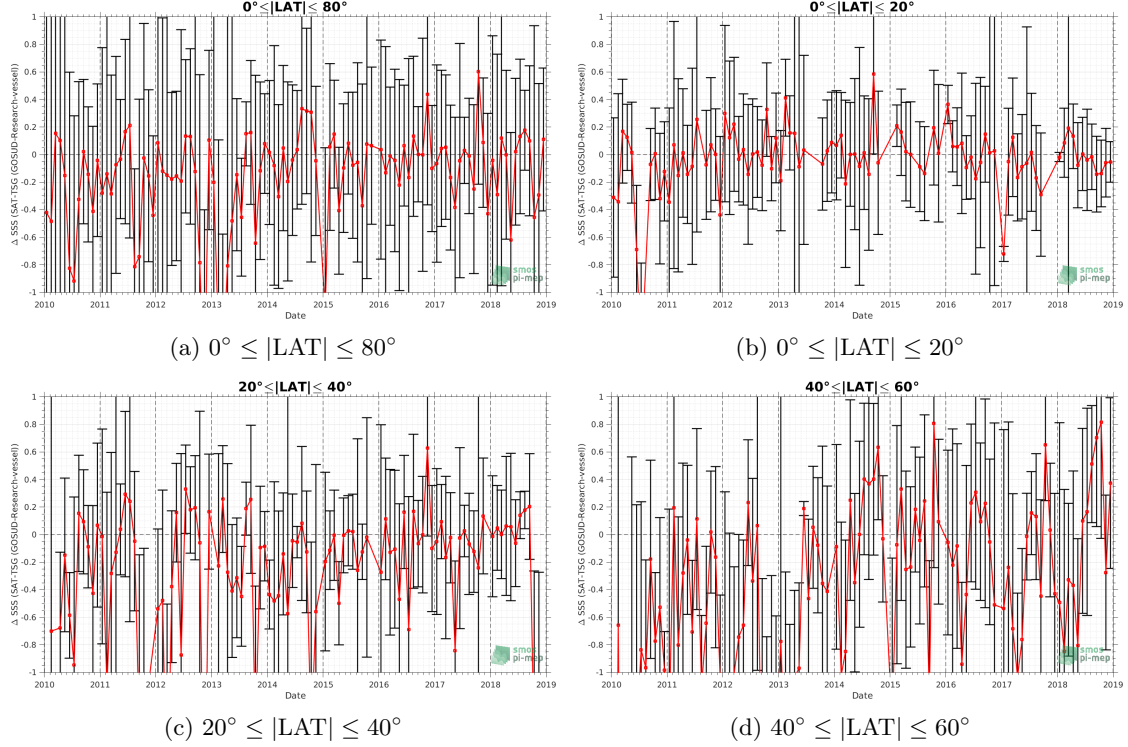 0°≤|LAT|≤ 80°
1
0.8
0.6
0.4
0.2
0
-0.2
-0.4
-0.6
-0.8
-1
Δ SSS (SAT-TSG (GOSUD-Research-vessel))
2010 2011 2012 2013 2014 2015 2016 2017 2018 2019
Date
smos
pi-mep
(a) 0° ≤ |LAT| ≤ 80°
0°≤|LAT|≤ 20°
1
0.8
0.6
0.4
0.2
0
-0.2
-0.4
-0.6
-0.8
-1
Δ SSS (SAT-TSG (GOSUD-Research-vessel))
2010 2011 2012 2013 2014 2015 2016 2017 2018 2019
Date
smos
pi-mep
(b) 0° ≤ |LAT| ≤ 20°
20°≤|LAT|≤ 40°
1
0.8
0.6
0.4
0.2
0
-0.2
-0.4
-0.6
-0.8
-1
Δ SSS (SAT-TSG (GOSUD-Research-vessel))
2010 2011 2012 2013 2014 2015 2016 2017 2018 2019
Date
smos
pi-mep
(c) 20° ≤ |LAT| ≤ 40°
40°≤|LAT|≤ 60°
1
0.8
0.6
0.4
0.2
0
-0.2
-0.4
-0.6
-0.8
-1
Δ SSS (SAT-TSG (GOSUD-Research-vessel))
2010 2011 2012 2013 2014 2015 2016 2017 2018 2019
Date
smos
pi-mep
(d) 40° ≤ |LAT| ≤ 60°